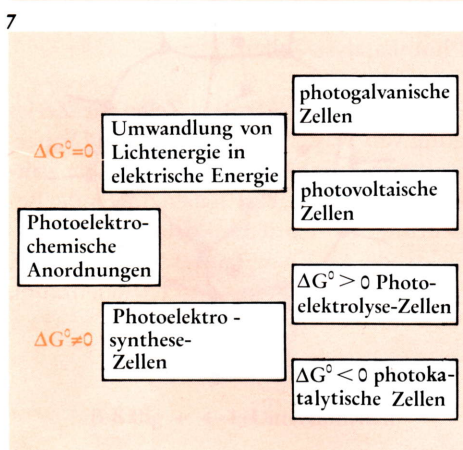 7
photogalvanische
Zellen
ΔG⁰=0
Umwandlung von
Lichtenergie in
elektrische Energie
photovoltaische
Zellen
Photoelektro-
chemische
Anordnungen
ΔG⁰>0 Photo-
elektrolyse-Zellen
ΔG⁰≠0
Photoelektro -
synthese-
Zellen
ΔG⁰<0 photoka-
talytische Zellen